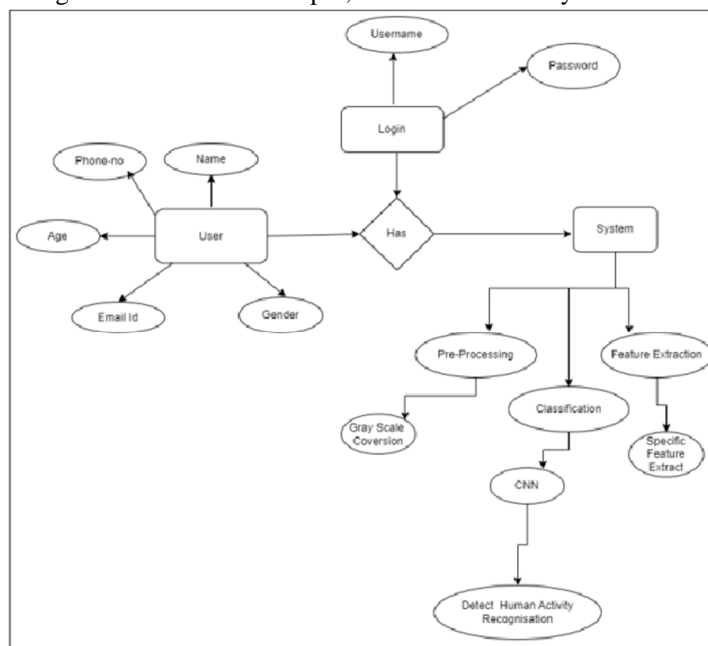 Username
Password
Login
Phone-no
Name
Age
User
Has
System
Email Id
Gender
Pre-Processing
Feature Extraction
Classification
Gray Scale
Coversion
Specific
Feature
Extract
CNN
Detect Human Activity
Recognisation